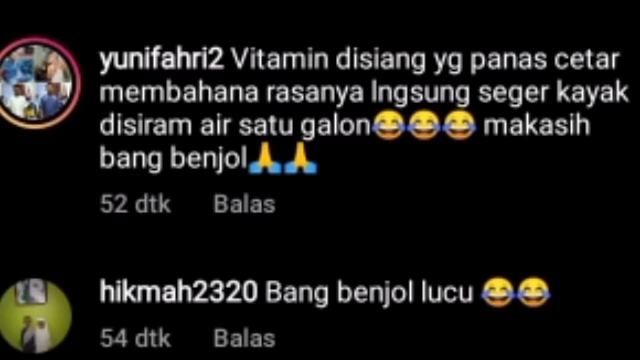 yunifahri2 Vitamin disiang yg panas cetar
membahana rasanya lngsung seger kayak
disiram air satu galon😂😂😂 makasih
bang benjol🙏🙏
52 dtk Balas
hikmah2320 Bang benjol lucu 😂😂
54 dtk Balas